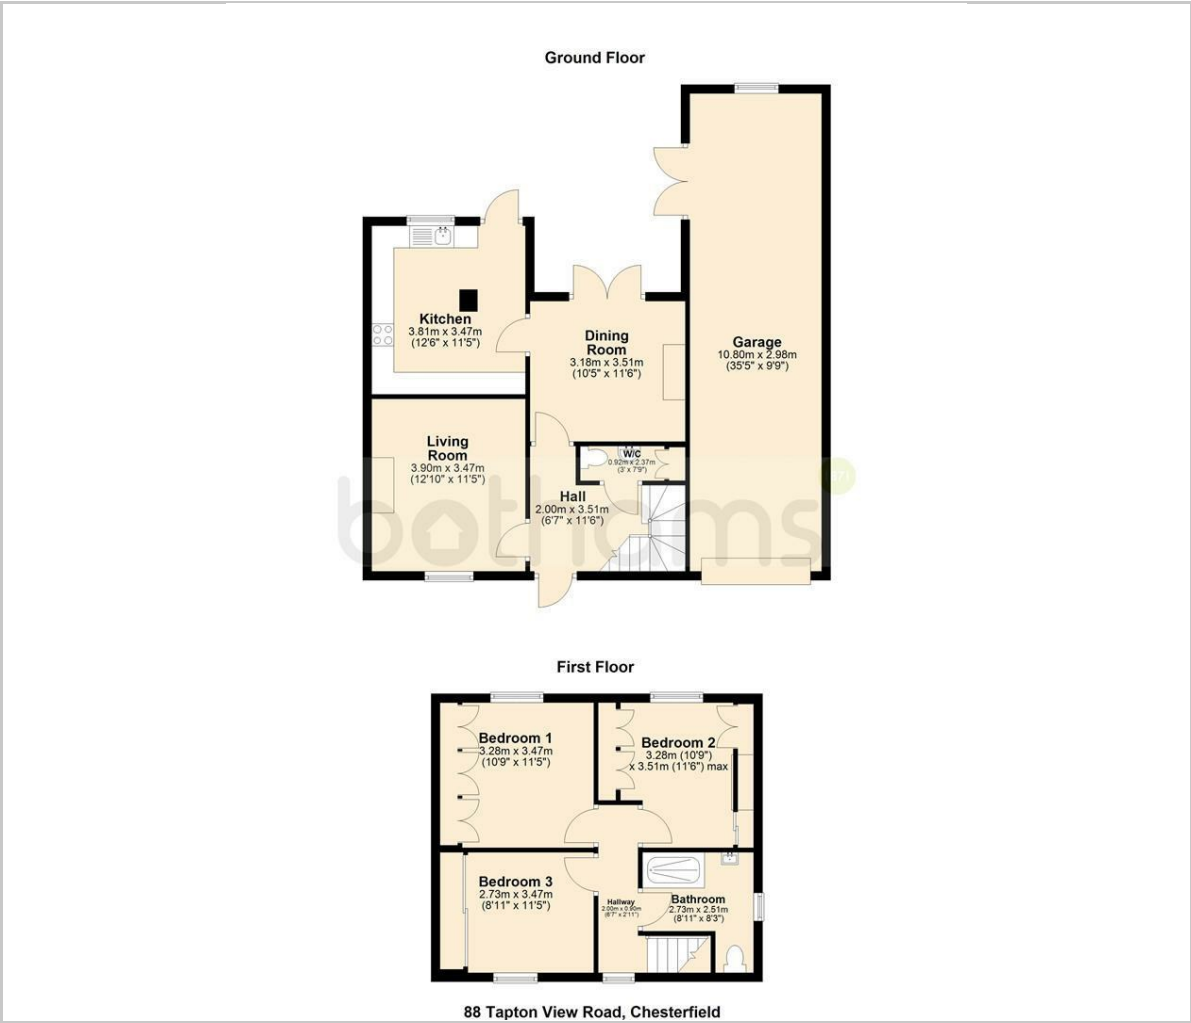 Ground Floor
Kitchen
3.81m x 3.47m
(12'6" x 11'5")
Dining
Room
3.18m x 3.51m
(10'5" x 11'6")
Garage
10.80m x 2.98m
(35'5" x 9'9")
Living
Room
3.90m x 3.47m
(12'10" x 11'5")
W/C
0.92m x 2.37m
(3' x 7'9")
Hall
2.00m x 3.51m
(6'7" x 11'6")
bothams
First Floor
Bedroom 1
3.28m x 3.47m
(10'9" x 11'5")
Bedroom 2
3.28m (10'9")
x 3.51m (11'6") max
Bedroom 3
2.73m x 3.47m
(8'11" x 11'5")
Hallway
2.00m x 0.90m
(6'7" x 2'11")
Bathroom
2.73m x 2.51m
(8'11" x 8'3")
88 Tapton View Road, Chesterfield